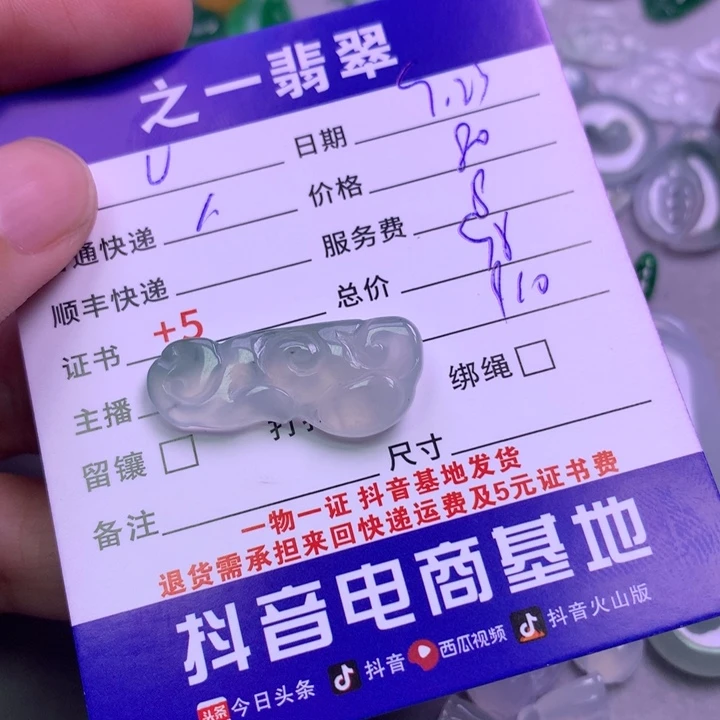 之一翡翠
日期 7.23
通快递 价格 80
顺丰快递 服务费 8
证书 +5 总价
主播
留镶 绑绳
备注 尺寸
一物一证 抖音基地发货
退货需承担来回快递运费及5元证书费
抖音电商基地
头条 今日头条 抖音 西瓜视频 抖音火山版